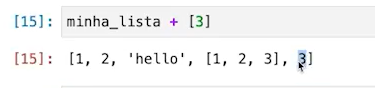 [15]: minha_lista + [3]
[15]: [1, 2, 'hello', [1, 2, 3], 3]